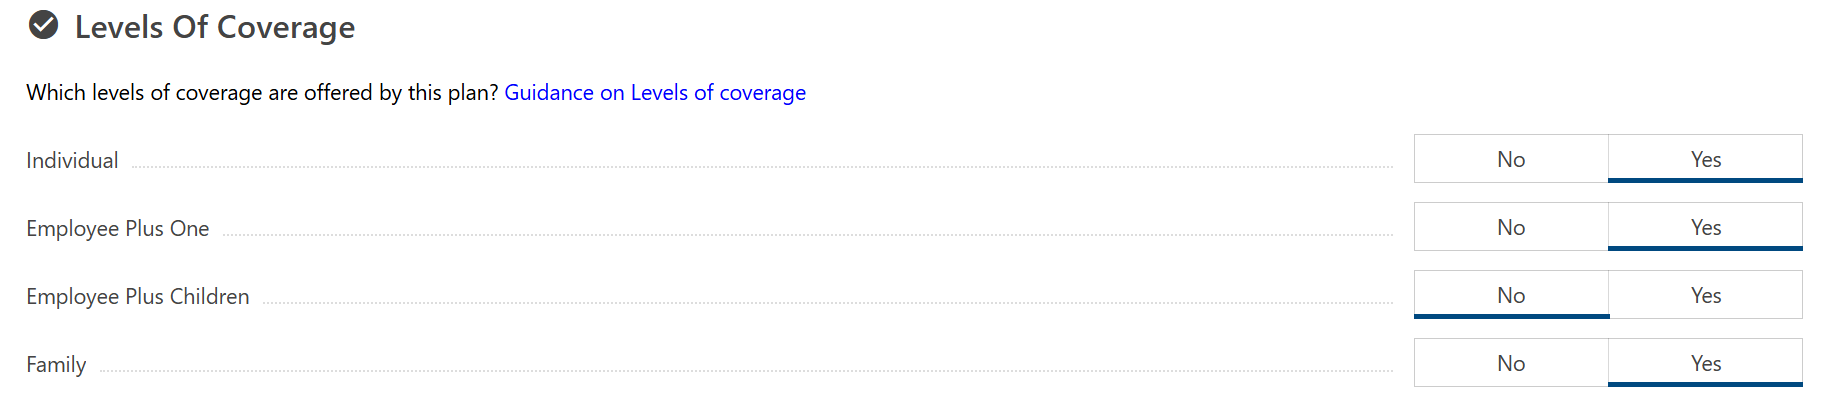 Levels Of Coverage
Which levels of coverage are offered by this plan? Guidance on Levels of coverage
Individual No Yes
Employee Plus One No Yes
Employee Plus Children No Yes
Family No Yes